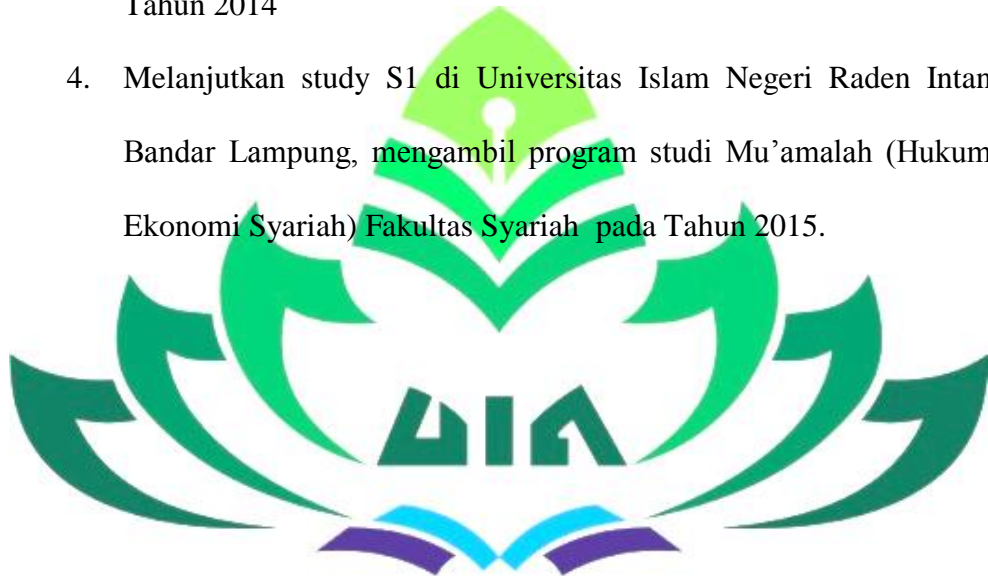 Tahun 2014
4. Melanjutkan study S1 di Universitas Islam Negeri Raden Intan
Bandar Lampung, mengambil program studi Mu’amalah (Hukum
Ekonomi Syariah) Fakultas Syariah pada Tahun 2015.
UIN